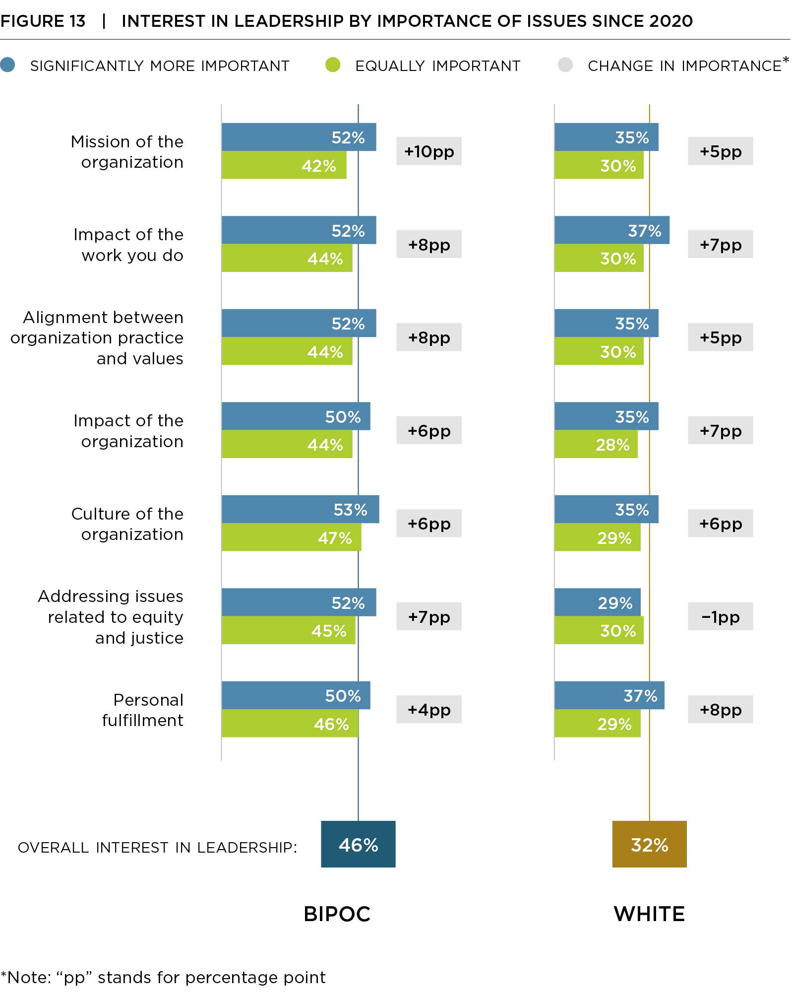 FIGURE 13 | INTEREST IN LEADERSHIP BY IMPORTANCE OF ISSUES SINCE 2020
SIGNIFICANTLY MORE IMPORTANT EQUALLY IMPORTANT CHANGE IN IMPORTANCE*
Mission of the
organization
52%
42%
+10pp
35%
30%
+5pp
Impact of the
work you do
52%
44%
+8pp
37%
30%
+7pp
Alignment between
organization practice
and values
52%
44%
+8pp
35%
30%
+5pp
Impact of the
organization
50%
44%
+6pp
35%
28%
+7pp
Culture of the
organization
53%
47%
+6pp
35%
29%
+6pp
Addressing issues
related to equity
and justice
52%
45%
+7pp
29%
30%
−1pp
Personal
fulfillment
50%
46%
+4pp
37%
29%
+8pp
OVERALL INTEREST IN LEADERSHIP: 46% 32%
BIPOC WHITE
*Note: “pp” stands for percentage point